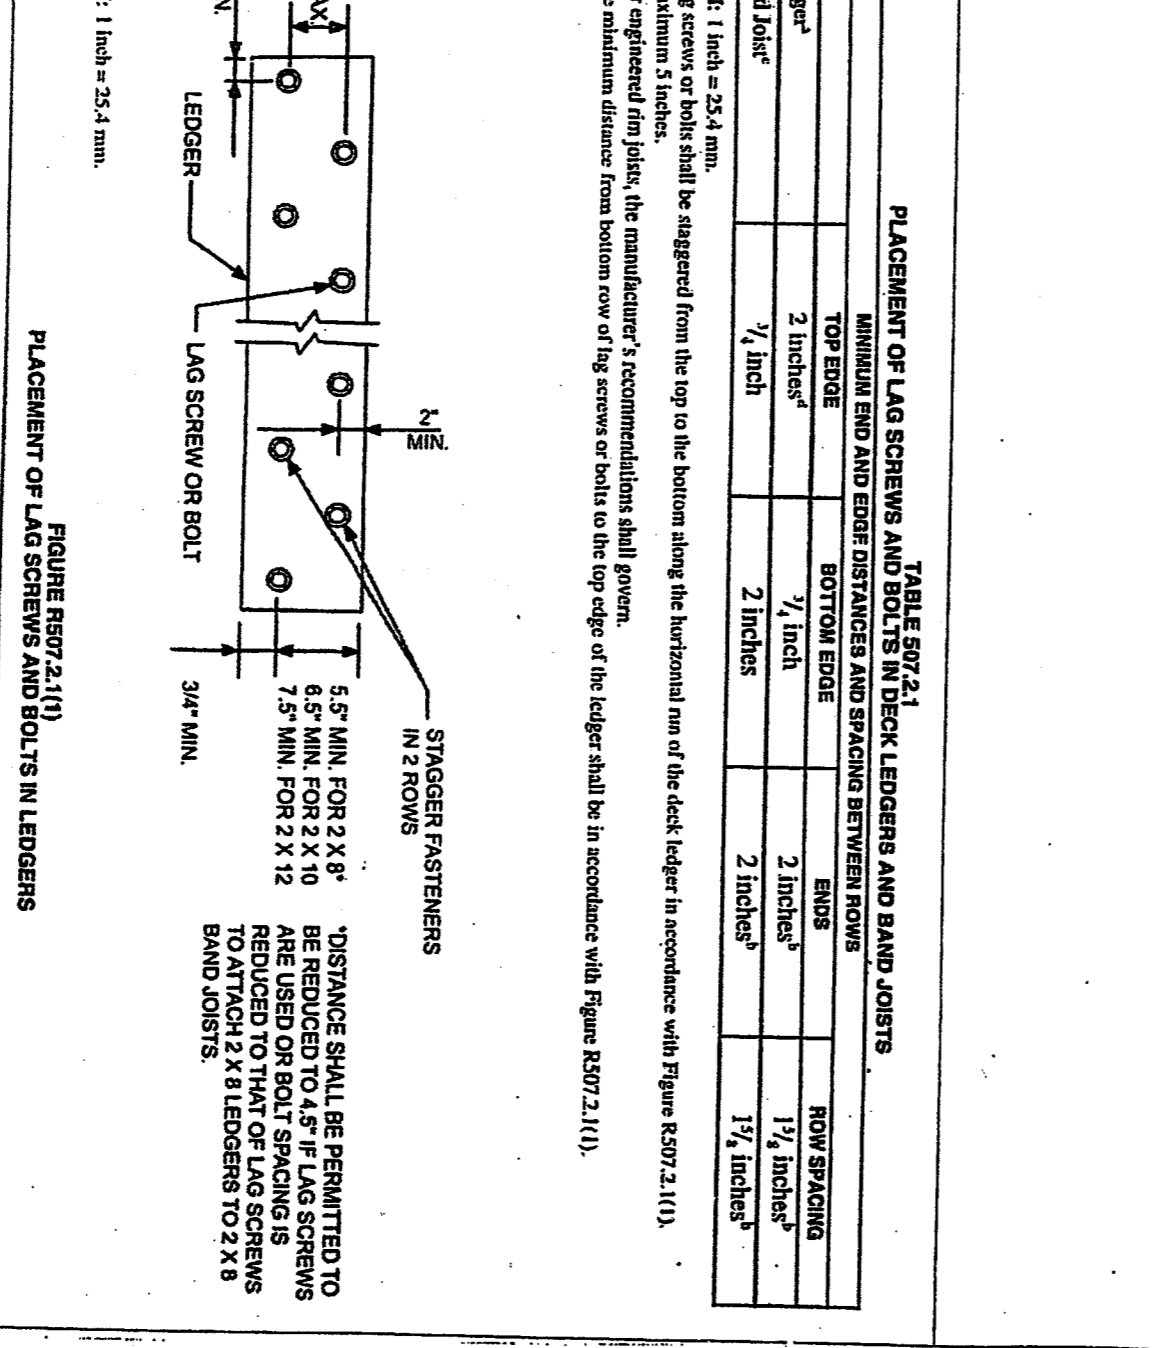 TABLE 507.2.1
PLACEMENT OF LAG SCREWS AND BOLTS IN DECK LEDGERS AND BAND JOISTS
MINIMUM END AND EDGE DISTANCES AND SPACING BETWEEN ROWS
TOP EDGE BOTTOM EDGE ENDS ROW SPACING
2 inchesᵈ ³/₄ inch 2 inchesᵇ 1⁵/₈ inchesᵇ
Joistᶜ ³/₄ inch 2 inches 2 inchesᵇ 1⁵/₈ inchesᵇ
: 1 inch = 25.4 mm.
screws or bolts shall be staggered from the top to the bottom along the horizontal run of the deck ledger in accordance with Figure R507.2.1(1).
5 inches.
engineered rim joists, the manufacturer's recommendations shall govern.
minimum distance from bottom row of lag screws or bolts to the top edge of the ledger shall be in accordance with Figure R507.2.1(1).
2"
MIN.
STAGGER FASTENERS
IN 2 ROWS
5.5" MIN. FOR 2 X 8*
6.5" MIN. FOR 2 X 10
7.5" MIN. FOR 2 X 12
3/4" MIN.
*DISTANCE SHALL BE PERMITTED TO
BE REDUCED TO 4.5" IF LAG SCREWS
ARE USED OR BOLT SPACING IS
REDUCED TO THAT OF LAG SCREWS
TO ATTACH 2 X 8 LEDGERS TO 2 X 8
BAND JOISTS.
LEDGER
LAG SCREW OR BOLT
: 1 inch = 25.4 mm.
FIGURE R507.2.1(1)
PLACEMENT OF LAG SCREWS AND BOLTS IN LEDGERS